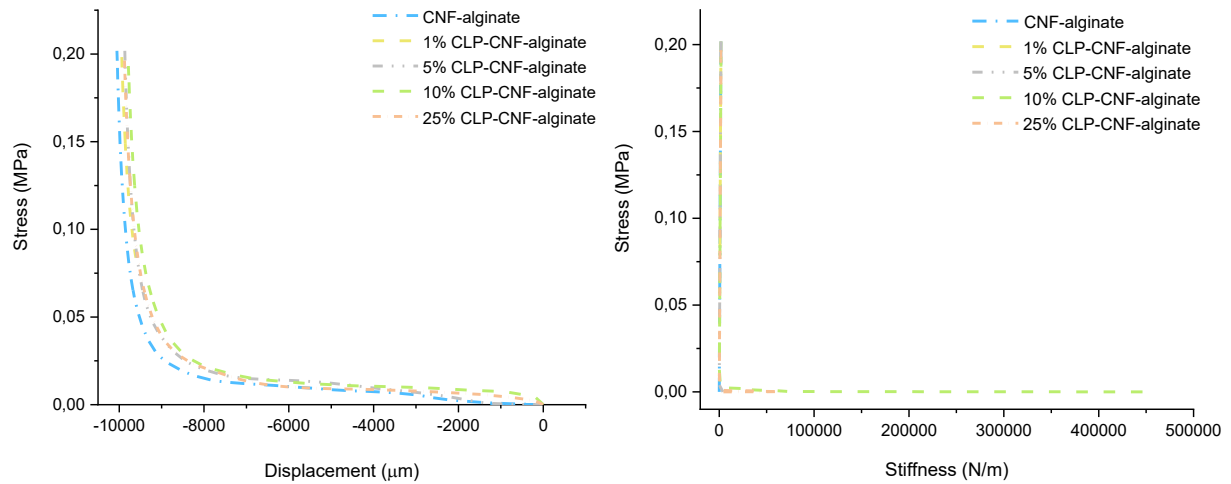 CNF-alginate
1% CLP-CNF-alginate
5% CLP-CNF-alginate
10% CLP-CNF-alginate
25% CLP-CNF-alginate
0,20
0,15
0,10
0,05
0,00
Stress (MPa)
-10000 -8000 -6000 -4000 -2000 0
Displacement (μm)
CNF-alginate
1% CLP-CNF-alginate
5% CLP-CNF-alginate
10% CLP-CNF-alginate
25% CLP-CNF-alginate
0,20
0,15
0,10
0,05
0,00
Stress (MPa)
0 100000 200000 300000 400000 500000
Stiffness (N/m)